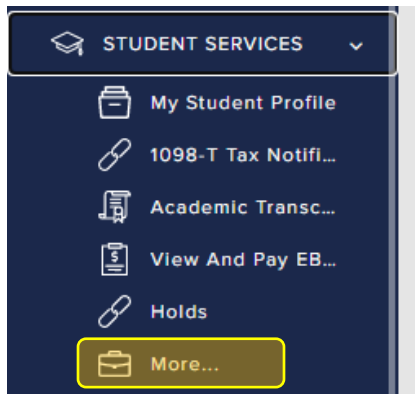 STUDENT SERVICES
My Student Profile
1098-T Tax Notifi...
Academic Transc...
View And Pay EB...
Holds
More...